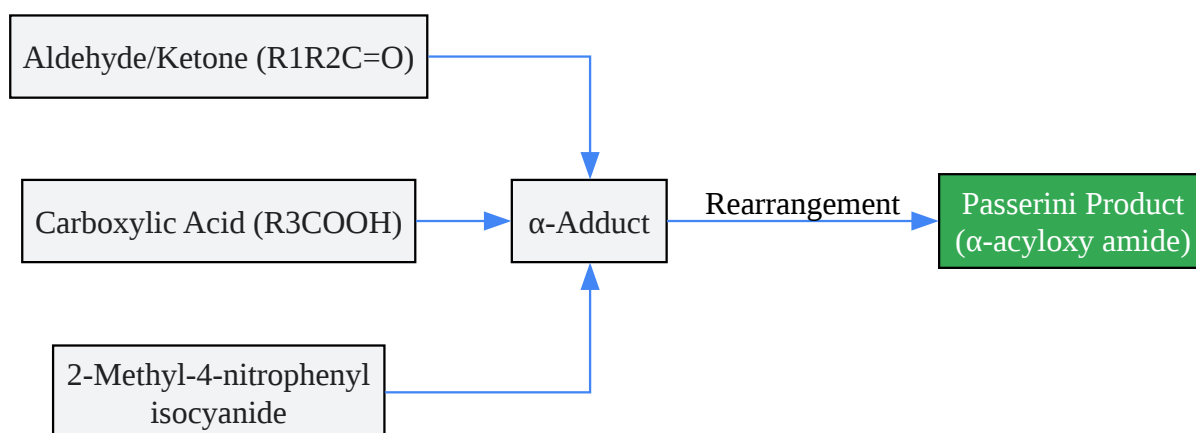 Aldehyde/Ketone (R1R2C=O)
Carboxylic Acid (R3COOH)
α-Adduct
Rearrangement
Passerini Product
(α-acyloxy amide)
2-Methyl-4-nitrophenyl
isocyanide